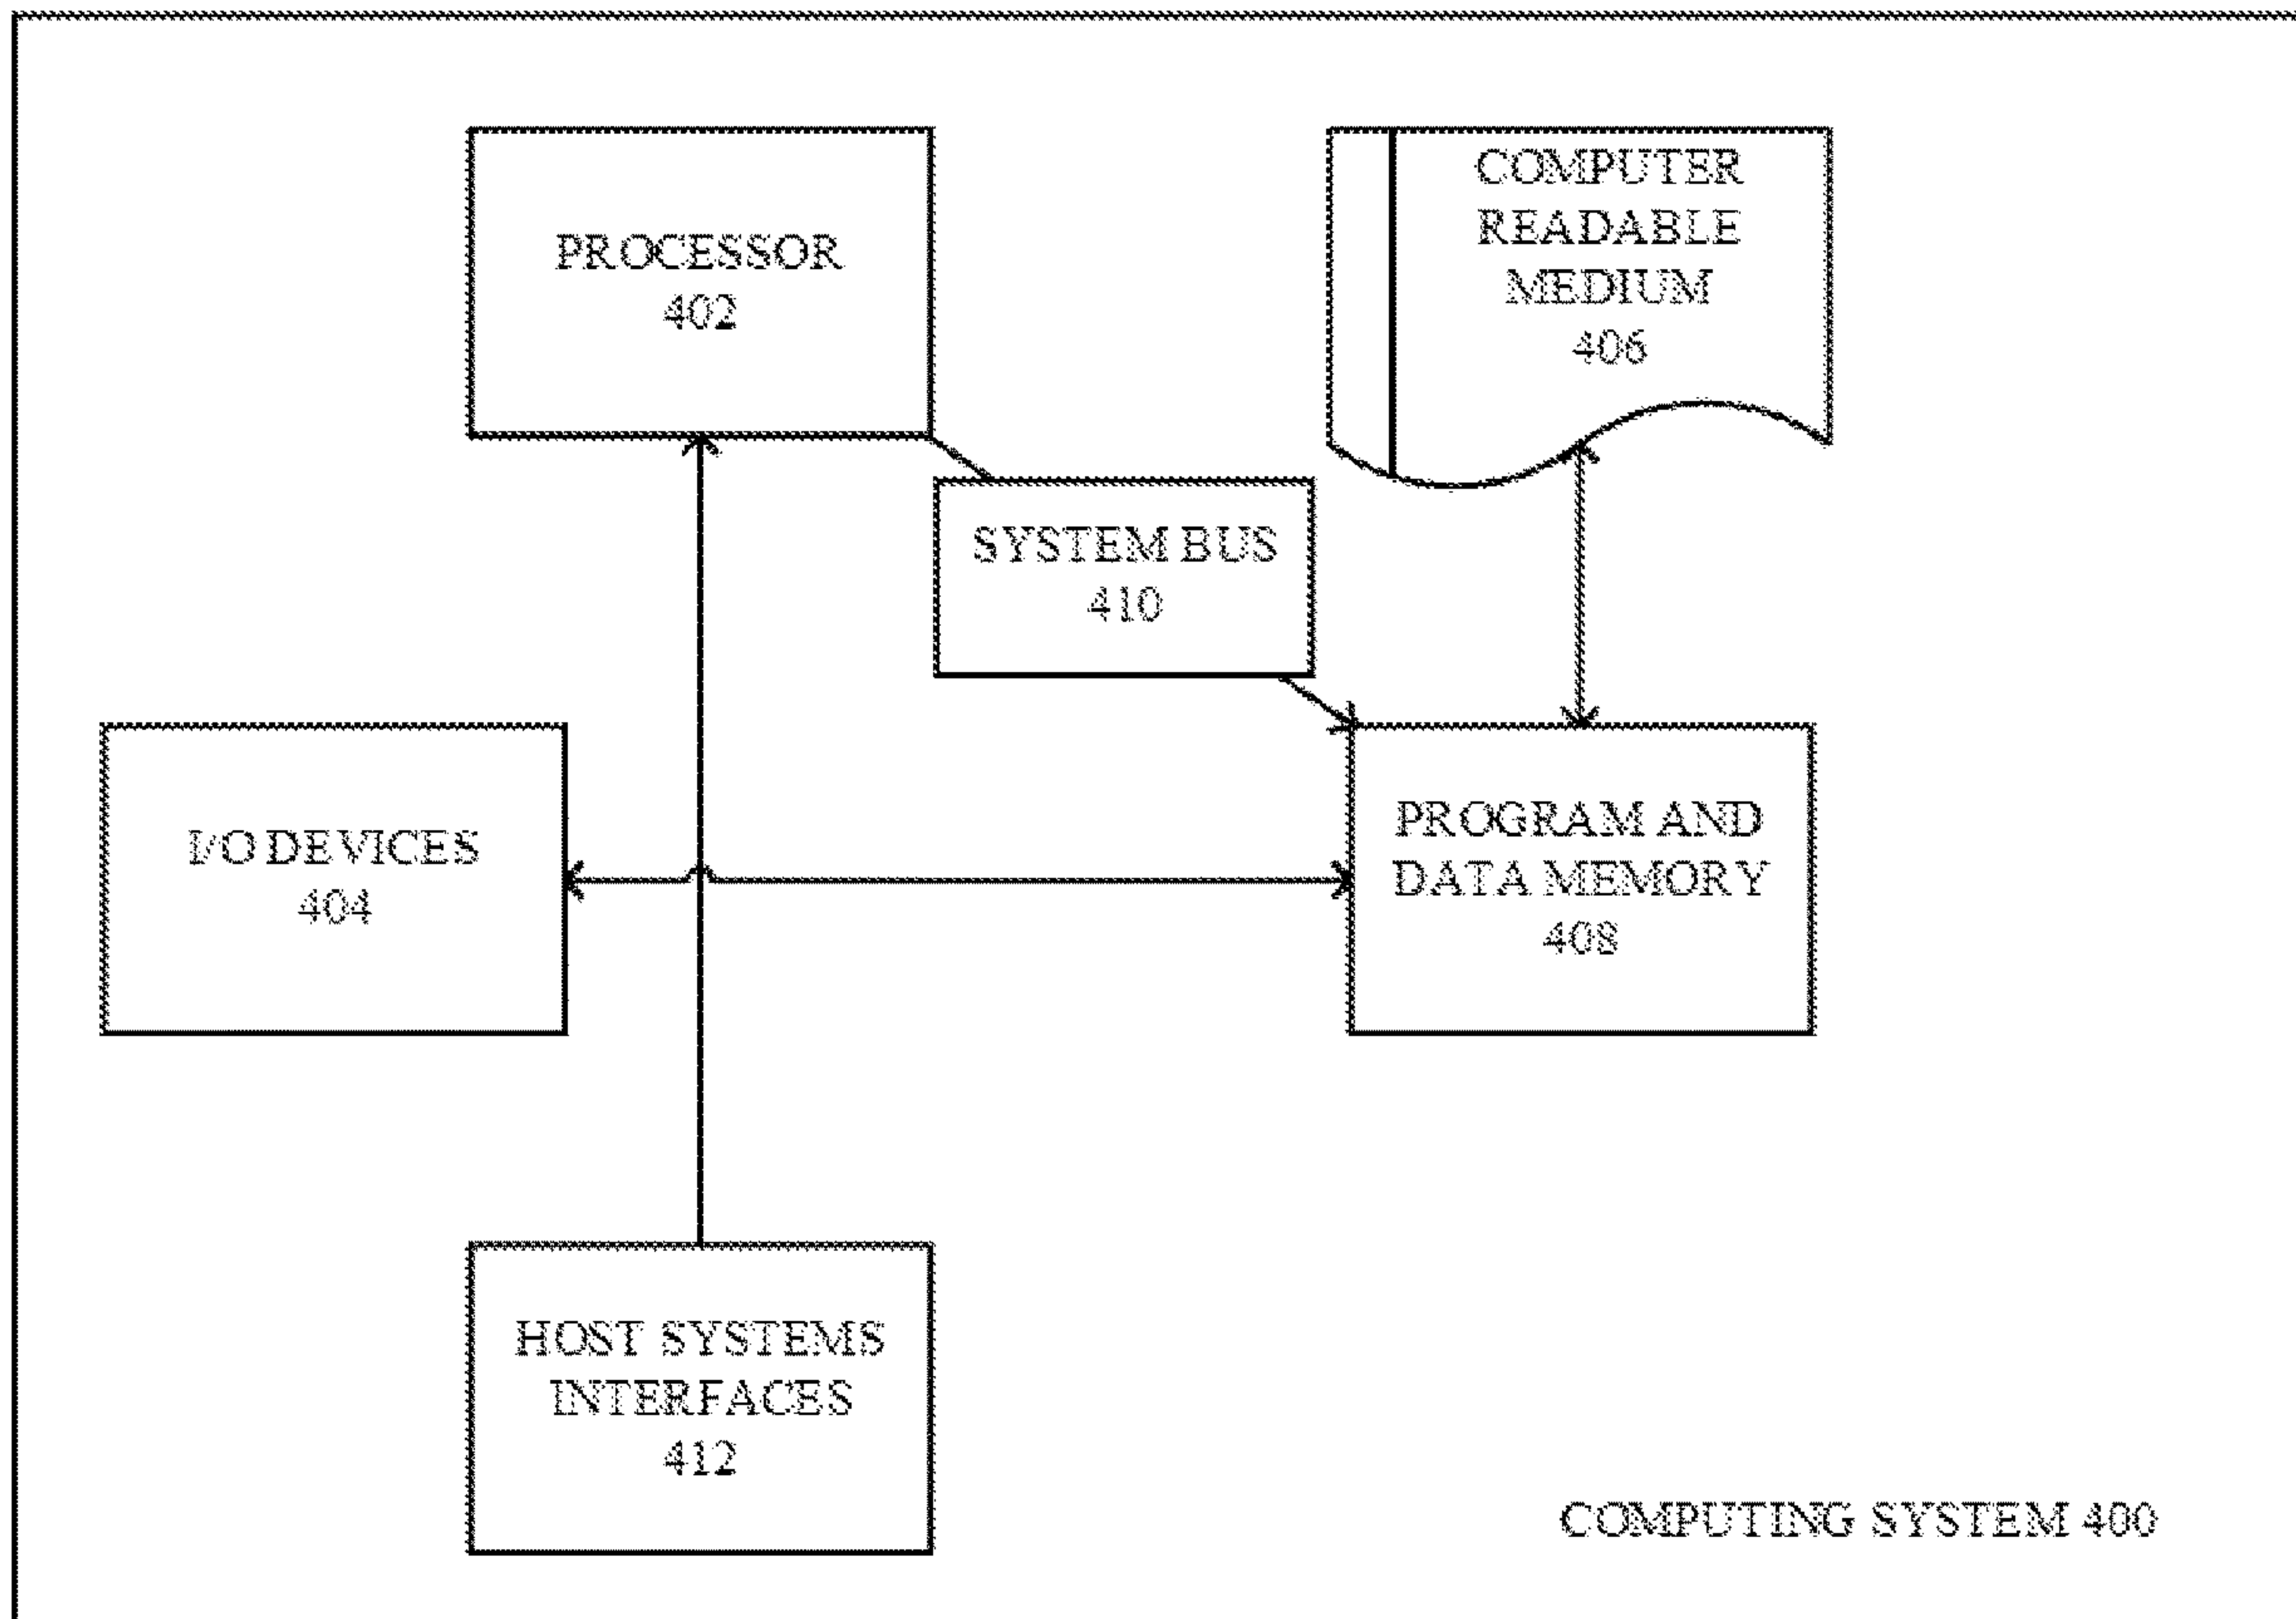 PROCESSOR
402
COMPUTER
READABLE
MEDIUM
406
SYSTEM BUS
410
I/O DEVICES
404
PROGRAM AND
DATA MEMORY
408
HOST SYSTEMS
INTERFACES
412
COMPUTING SYSTEM 400